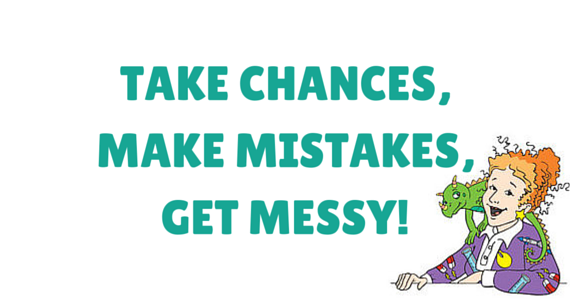 TAKE CHANCES,
MAKE MISTAKES,
GET MESSY!